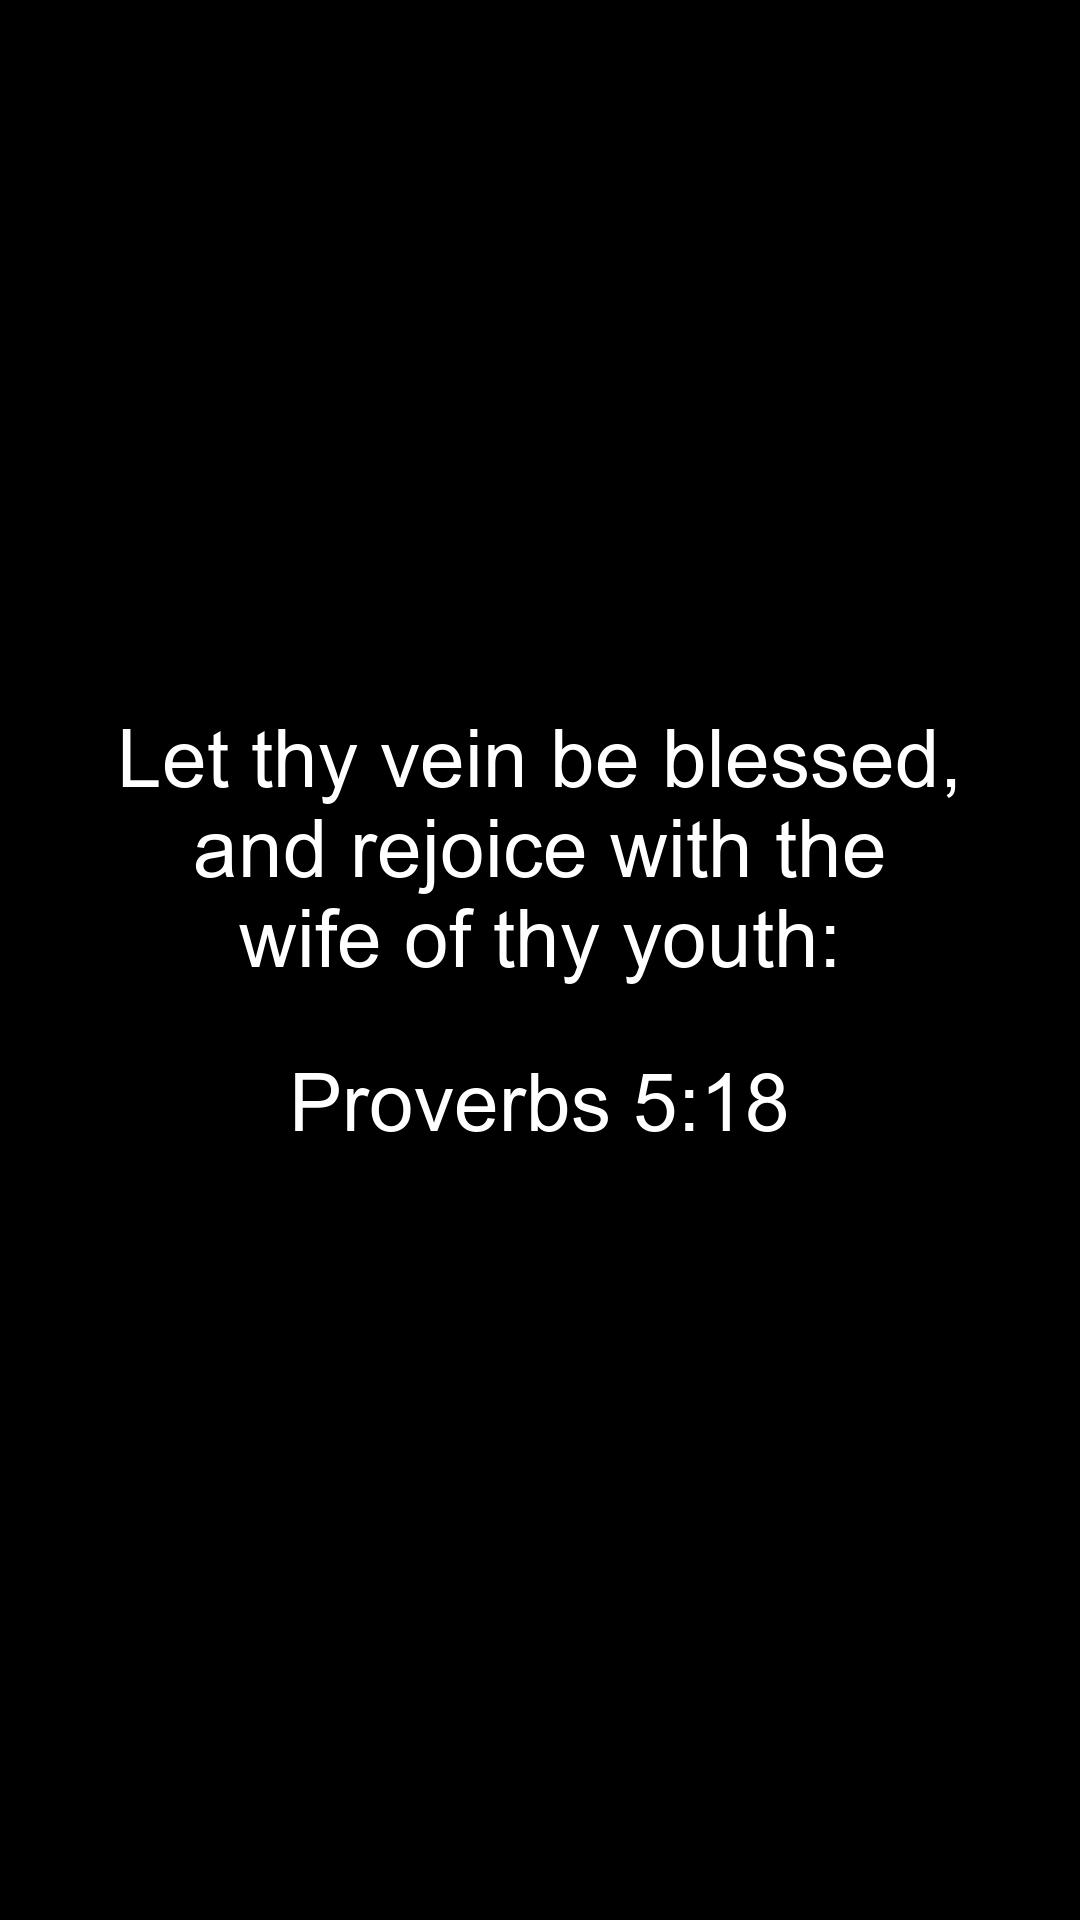 Let thy vein be blessed,
and rejoice with the
wife of thy youth:
Proverbs 5:18